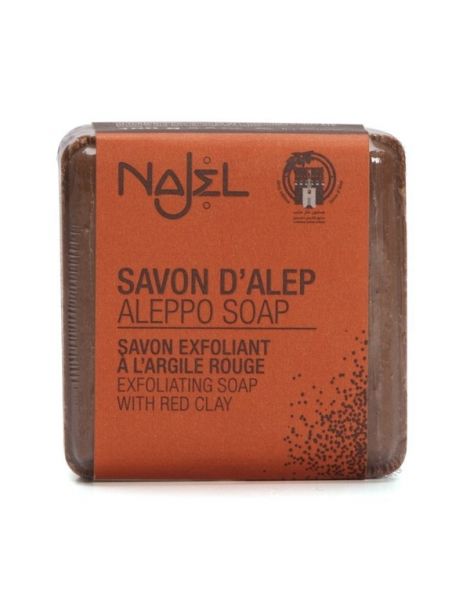 NAJEL
SAVON D'ALEP
ALEPPO SOAP
SAVON EXFOLIANT
À L'ARGILE ROUGE
EXFOLIATING SOAP
WITH RED CLAY